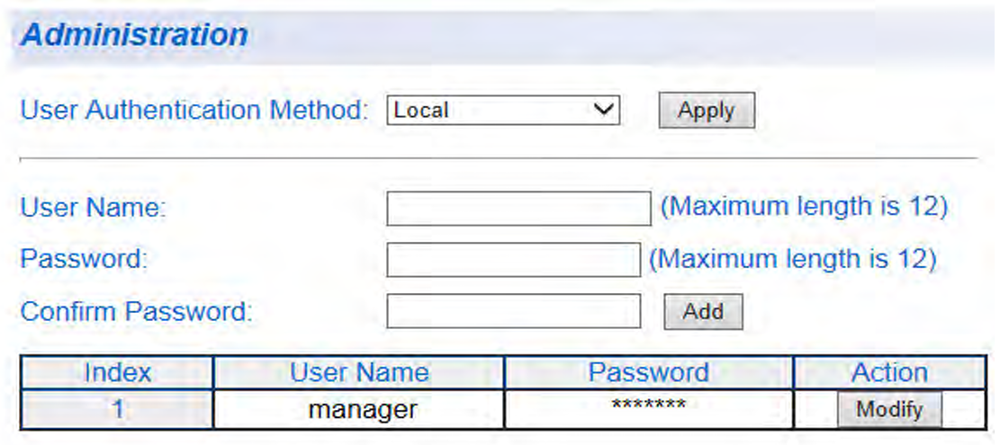 Administration
User Authentication Method: Local Apply
User Name: (Maximum length is 12)
Password: (Maximum length is 12)
Confirm Password: Add
Index User Name Password Action
1 manager ******* Modify